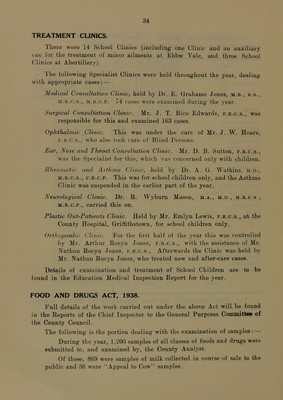 34
TREATMENT CLINICS.
There were 14 School Clinics (including one Clinic and an auxiliary
one for the treatment of minor ailments at Ebbw Vale, and three School
Clinics at Abertillery).
The following Specialist Clinics were held throughout the year, dealing
with appropriate cases:—
Medical Consultation Clinic, held by Dr. E. Grahame Jones, M.B., B.S.,
M.R.C.S., M.R.C.P. 74 cases were examined during the year.
Surgical Consultation Clinic. Mr. J. T. Rice Edwards, F.R.C.S., was
responsible for this and examined 163 cases.
Ophthalmic Clinic. This was under the care of Mr. J. W. Hoare,
F.R.C.S., who also took care of Blind Persons.
Ear, Nose and Throat Consultation Clinic. Mr. D. B. Sutton, F.R.C.S.,
was the Specialist for this, which was concerned only with children.
Rheumatic and Asthma Clinic, held by Dr. A. G. Watkins, M.D.,
M.R.C.S., F.R.C.P. This was for school children only, and the Asthma
Clinic was suspended in the earlier part of the year.
Neurological Clinic. Dr. R. Wyburn Mason, M.A., M.D., M.R.C.S.,
M.R.C.P., carried this on.
Plastic Out-Patients Clinic. Held by Mr. Emlyn Lewis, F.R.C.S., at the
County Hospital, Griffithstown, for school children only.
Orthopædic Clinic. For the first half of the year this was controlled
by Mr. Arthur Rocyn Jones, F.R.C.S., with the assistance of Mr.
Nathan Rocyn Jones, F.R.C.S., Afterwards the Clinic was held by
Mr. Nathan Rocyn Jones, who treated new and after-care cases.
Details of examination and treatment of School Children are to be
found in the Education Medical Inspection Report for the year.
FOOD AND DRUGS ACT, 1938.
Full details of the work carried out under the above Act will be found
in the Reports of the Chief Inspector to the General Purposes Committee of
the County Council.
The following is the portion dealing with the examination of samples:—
During the year, 1,205 samples of all classes of foods and drugs were
submitted to, and examined by, the County Analyst.
Of these, 869 were samples of milk collected in course of sale to the
public and 36 were "Appeal to Cow" samples.